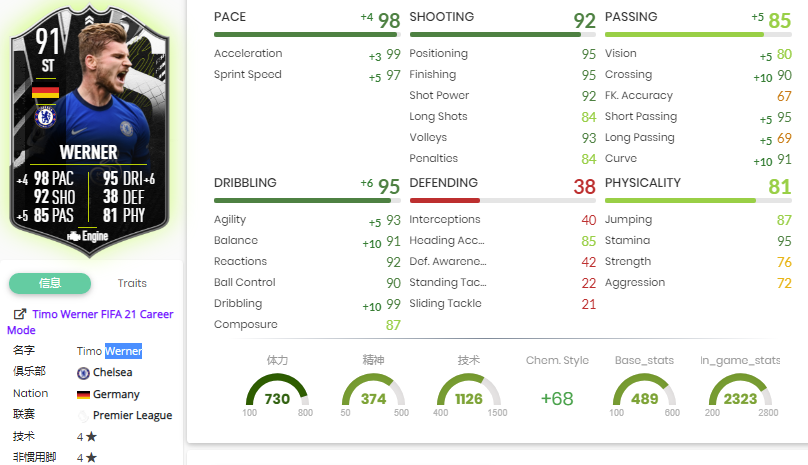 91
ST
WERNER
+4 98 PAC 95 DRI +6
92 SHO 38 DEF
+5 85 PAS 81 PHY
Engine
信息 Traits
Timo Werner FIFA 21 Career
Mode
名字 Timo Werner
俱乐部 Chelsea
Nation Germany
联赛 Premier League
技术 4 ★
非惯用脚 4 ★
PACE +4 98
Acceleration +3 99
Sprint Speed +5 97
SHOOTING 92
Positioning 95
Finishing 95
Shot Power 92
Long Shots 84
Volleys 93
Penalties 84
PASSING +5 85
Vision +5 80
Crossing +10 90
FK. Accuracy 67
Short Passing +5 95
Long Passing +5 69
Curve +10 91
DRIBBLING +6 95
Agility +5 93
Balance +10 91
Reactions 92
Ball Control 90
Dribbling +10 99
Composure 87
DEFENDING 38
Interceptions 40
Heading Acc... 85
Def. Awarene... 42
Standing Tac... 22
Sliding Tackle 21
PHYSICALITY 81
Jumping 87
Stamina 95
Strength 76
Aggression 72
体力 精神 技术 Chem. Style Base_stats in_game_stats
730 374 1126 +68 489 2323
100 800 50 500 400 1500 100 600 200 2800